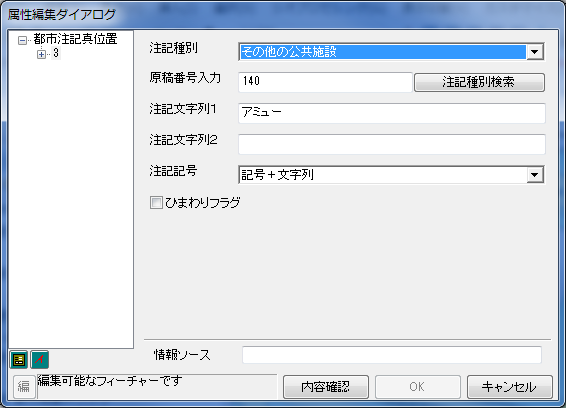 属性編集ダイアログ
都市注記真位置
3
注記種別 その他の公共施設
原稿番号入力 140 注記種別検索
注記文字列1 アミュー
注記文字列2
注記記号 記号＋文字列
ひまわりフラグ
情報ソース
編 編集可能なフィーチャーです 内容確認 OK キャンセル